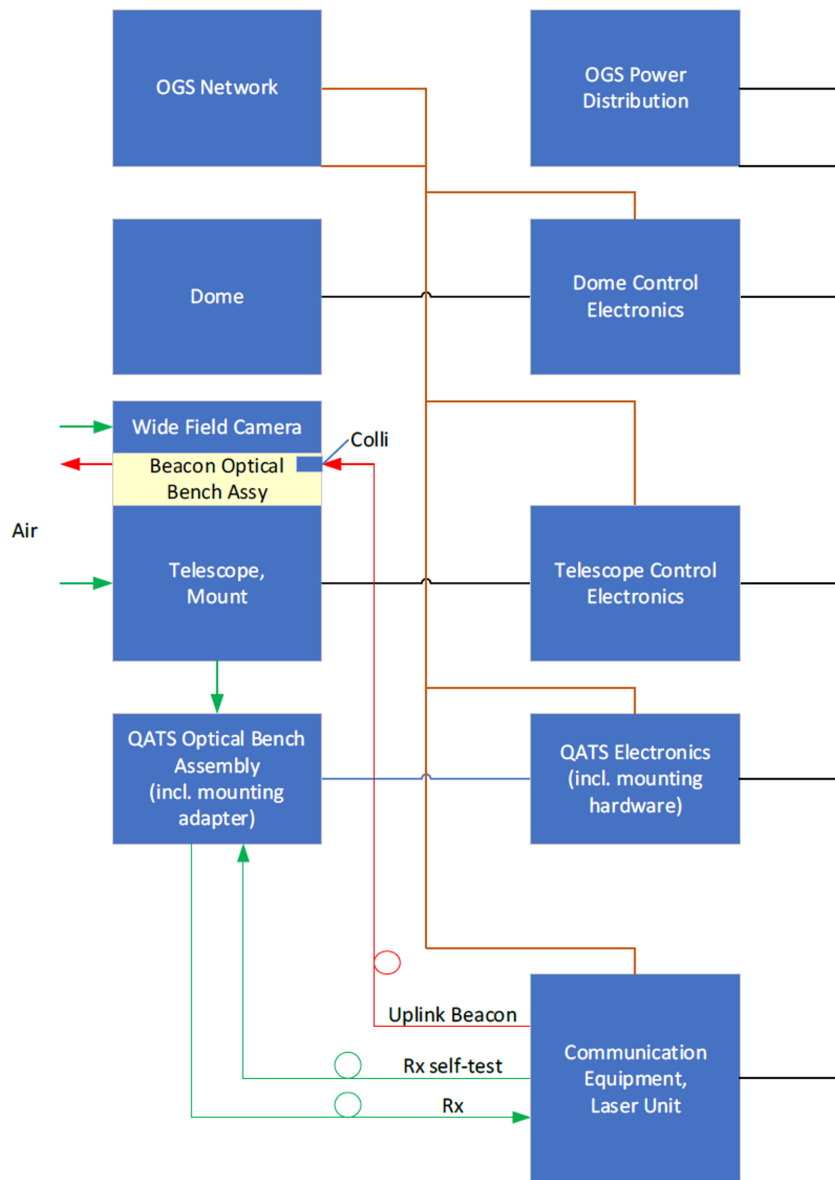 OGS Network
OGS Power
Distribution
Dome
Dome Control
Electronics
Wide Field Camera
Colli
Beacon Optical
Bench Assy
Air
Telescope,
Mount
Telescope Control
Electronics
QATS Optical Bench
Assembly
(incl. mounting
adapter)
QATS Electronics
(incl. mounting
hardware)
Uplink Beacon
Rx self-test
Rx
Communication
Equipment,
Laser Unit